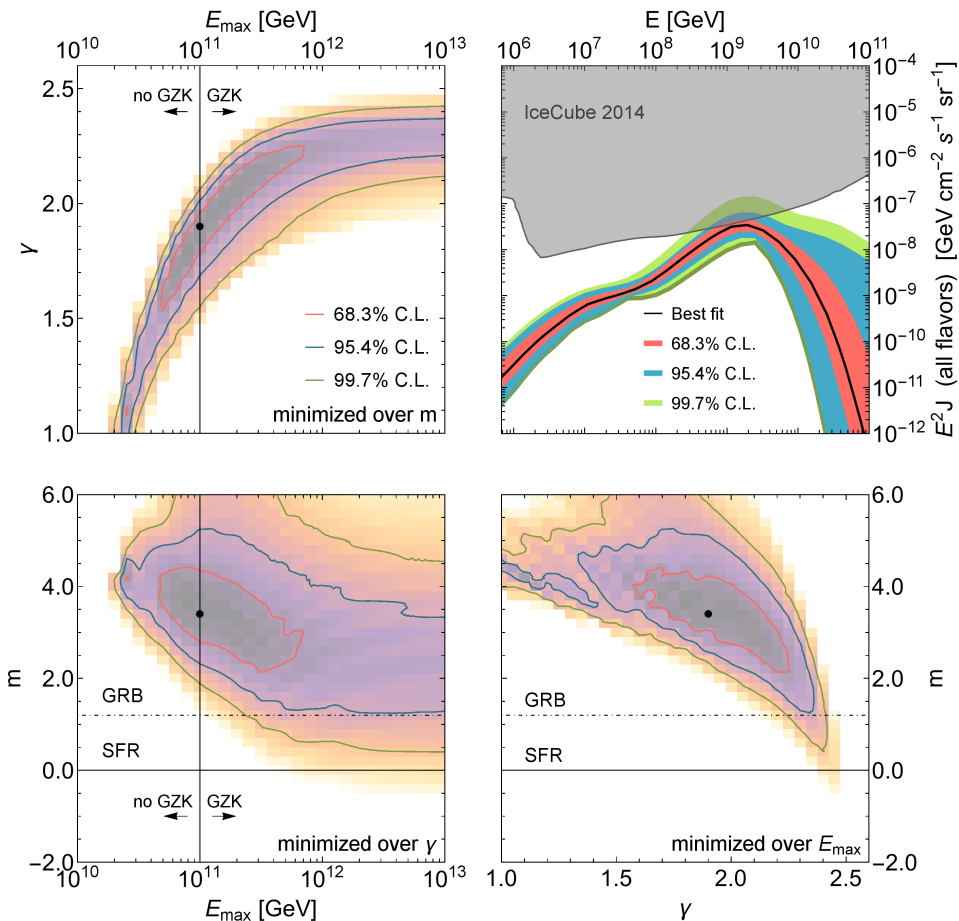 E_max [GeV]
10^10 10^11 10^12 10^13
2.6
no GZK GZK
γ
2.0
1.5
68.3% C.L.
95.4% C.L.
99.7% C.L.
1.0
minimized over m
E [GeV]
10^6 10^7 10^8 10^9 10^10 10^11
10^-4
IceCube 2014
10^-5
10^-6
10^-7
10^-8
10^-9
Best fit
10^-10
68.3% C.L.
95.4% C.L.
10^-11
99.7% C.L.
10^-12
E^2J (all flavors) [GeV cm^-2 s^-1 sr^-1]
6.0
4.0
m
2.0
GRB
SFR
0.0
no GZK GZK
minimized over γ
-2.0
10^10 10^11 10^12 10^13
E_max [GeV]
6.0
4.0
2.0
m
GRB
SFR
0.0
minimized over E_max
-2.0
1.0 1.5 2.0 2.6
γ